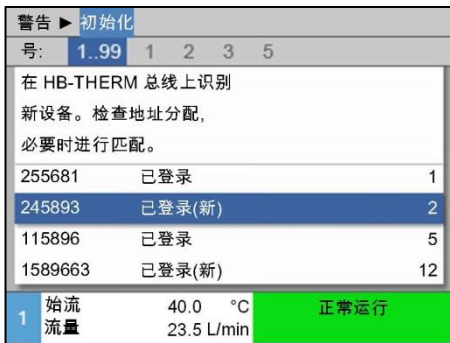 警告 ▶ 初始化
号: 1..99 1 2 3 5
在 HB-THERM 总线上识别
新设备。检查地址分配,
必要时进行匹配。
255681 已登录 1
245893 已登录(新) 2
115896 已登录 5
1589663 已登录(新) 12
1 始流 40.0 °C 正常运行
流量 23.5 L/min